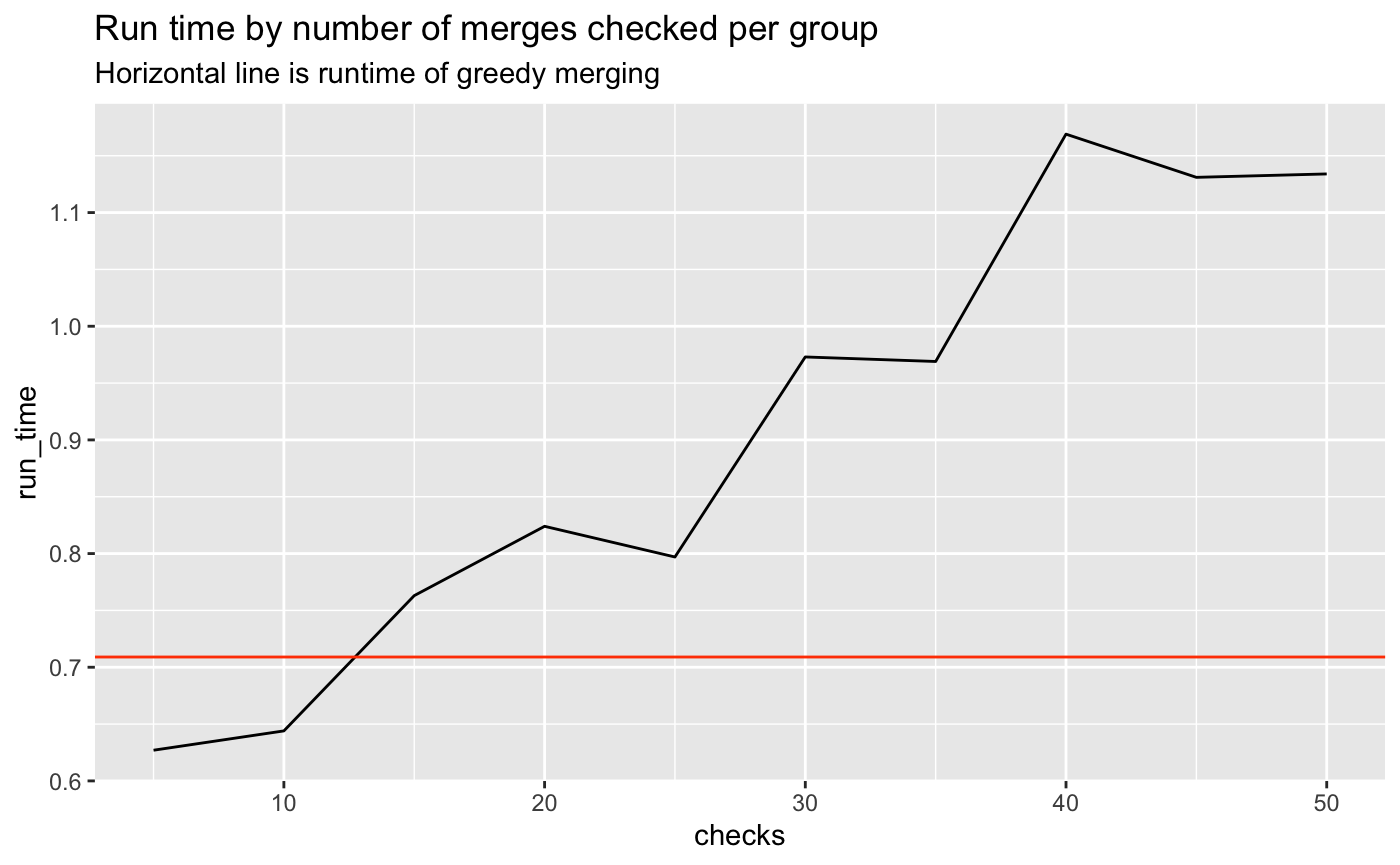 Run time by number of merges checked per group
Horizontal line is runtime of greedy merging
run_time
1.1
1.0
0.9
0.8
0.7
0.6
10 20 30 40 50
checks